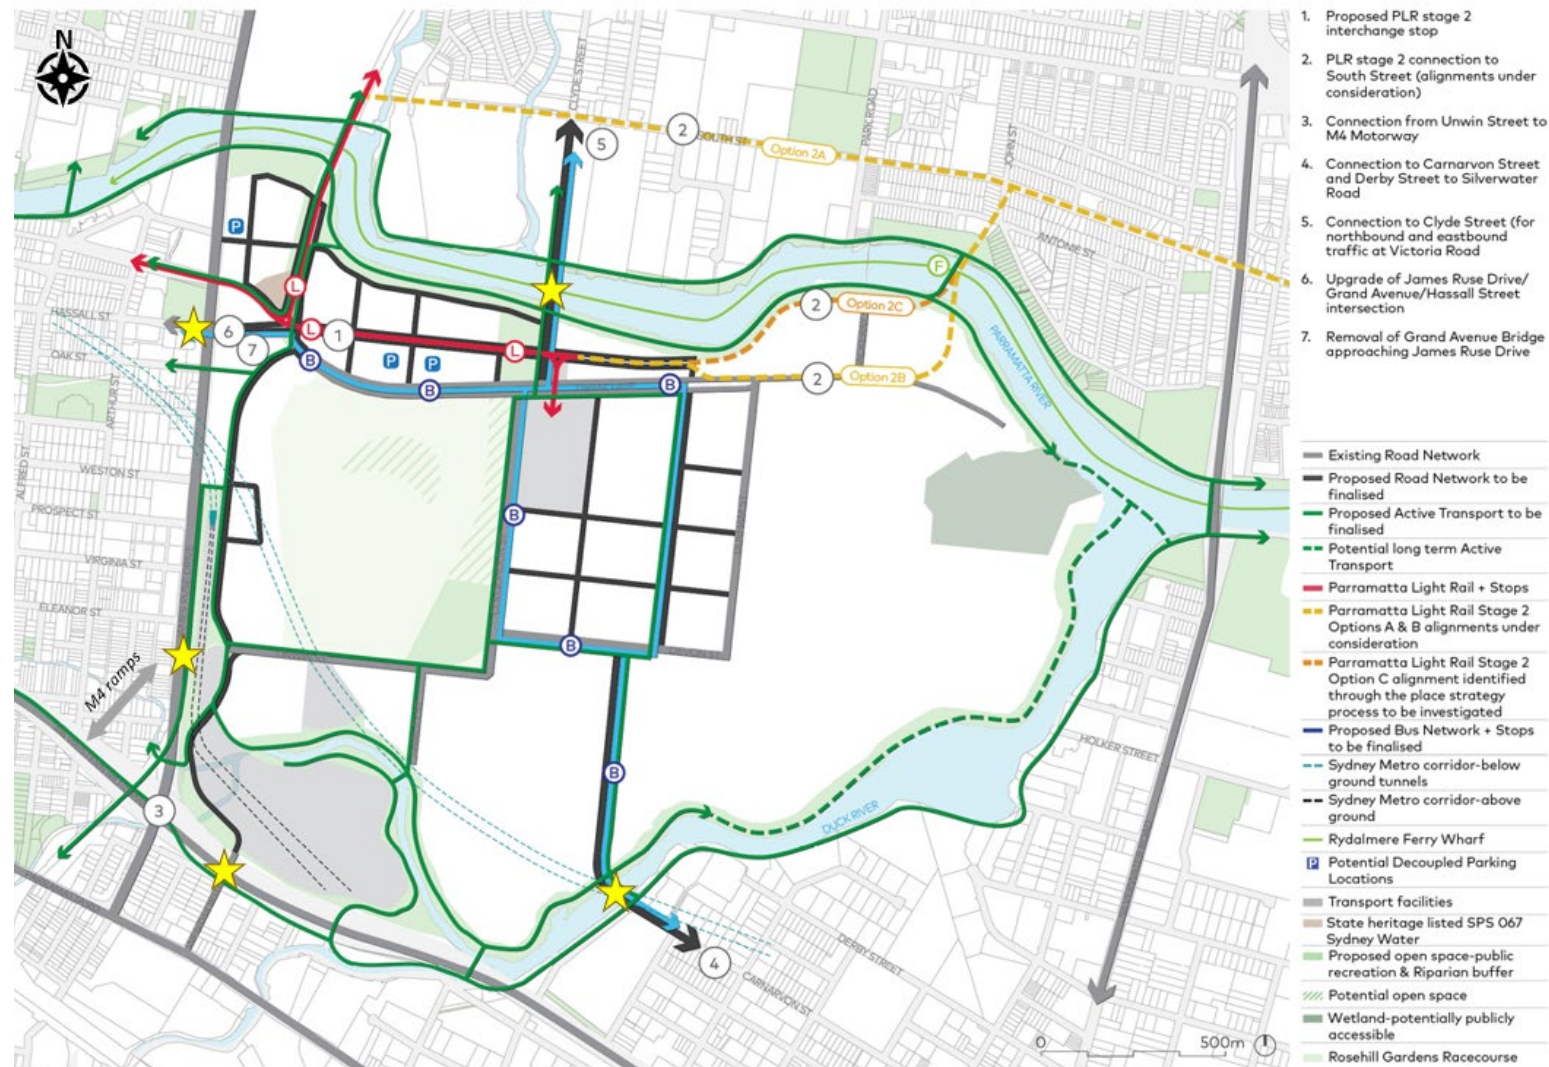 N
CLYDE STREET
5
2
SOUTH ST
Option 2A
PARK ROAD
JOHN ST
ANTOINE ST
P
L
F
2
Option 2C
HASSALL ST
6
L
1
7
B
P
P
L
OAK ST
B
B
2
Option 2B
PARRAMATTA RIVER
ARTHUR ST
ALFRED ST
WESTON ST
PROSPECT ST
B
VIRGINIA ST
ELEANOR ST
B
DEVON ST
M4 ramps
HOLKER STREET
B
3
DUCK RIVER
DERBY STREET
4
CARNARVON ST
0 500m
1. Proposed PLR stage 2
interchange stop
2. PLR stage 2 connection to
South Street (alignments under
consideration)
3. Connection from Unwin Street to
M4 Motorway
4. Connection to Carnarvon Street
and Derby Street to Silverwater
Road
5. Connection to Clyde Street (for
northbound and eastbound
traffic at Victoria Road
6. Upgrade of James Ruse Drive/
Grand Avenue/Hassall Street
intersection
7. Removal of Grand Avenue Bridge
approaching James Ruse Drive
Existing Road Network
Proposed Road Network to be
finalised
Proposed Active Transport to be
finalised
Potential long term Active
Transport
Parramatta Light Rail + Stops
Parramatta Light Rail Stage 2
Options A & B alignments under
consideration
Parramatta Light Rail Stage 2
Option C alignment identified
through the place strategy
process to be investigated
Proposed Bus Network + Stops
to be finalised
Sydney Metro corridor-below
ground tunnels
Sydney Metro corridor-above
ground
Rydalmere Ferry Wharf
P Potential Decoupled Parking
Locations
Transport facilities
State heritage listed SPS 067
Sydney Water
Proposed open space-public
recreation & Riparian buffer
Potential open space
Wetland-potentially publicly
accessible
Rosehill Gardens Racecourse